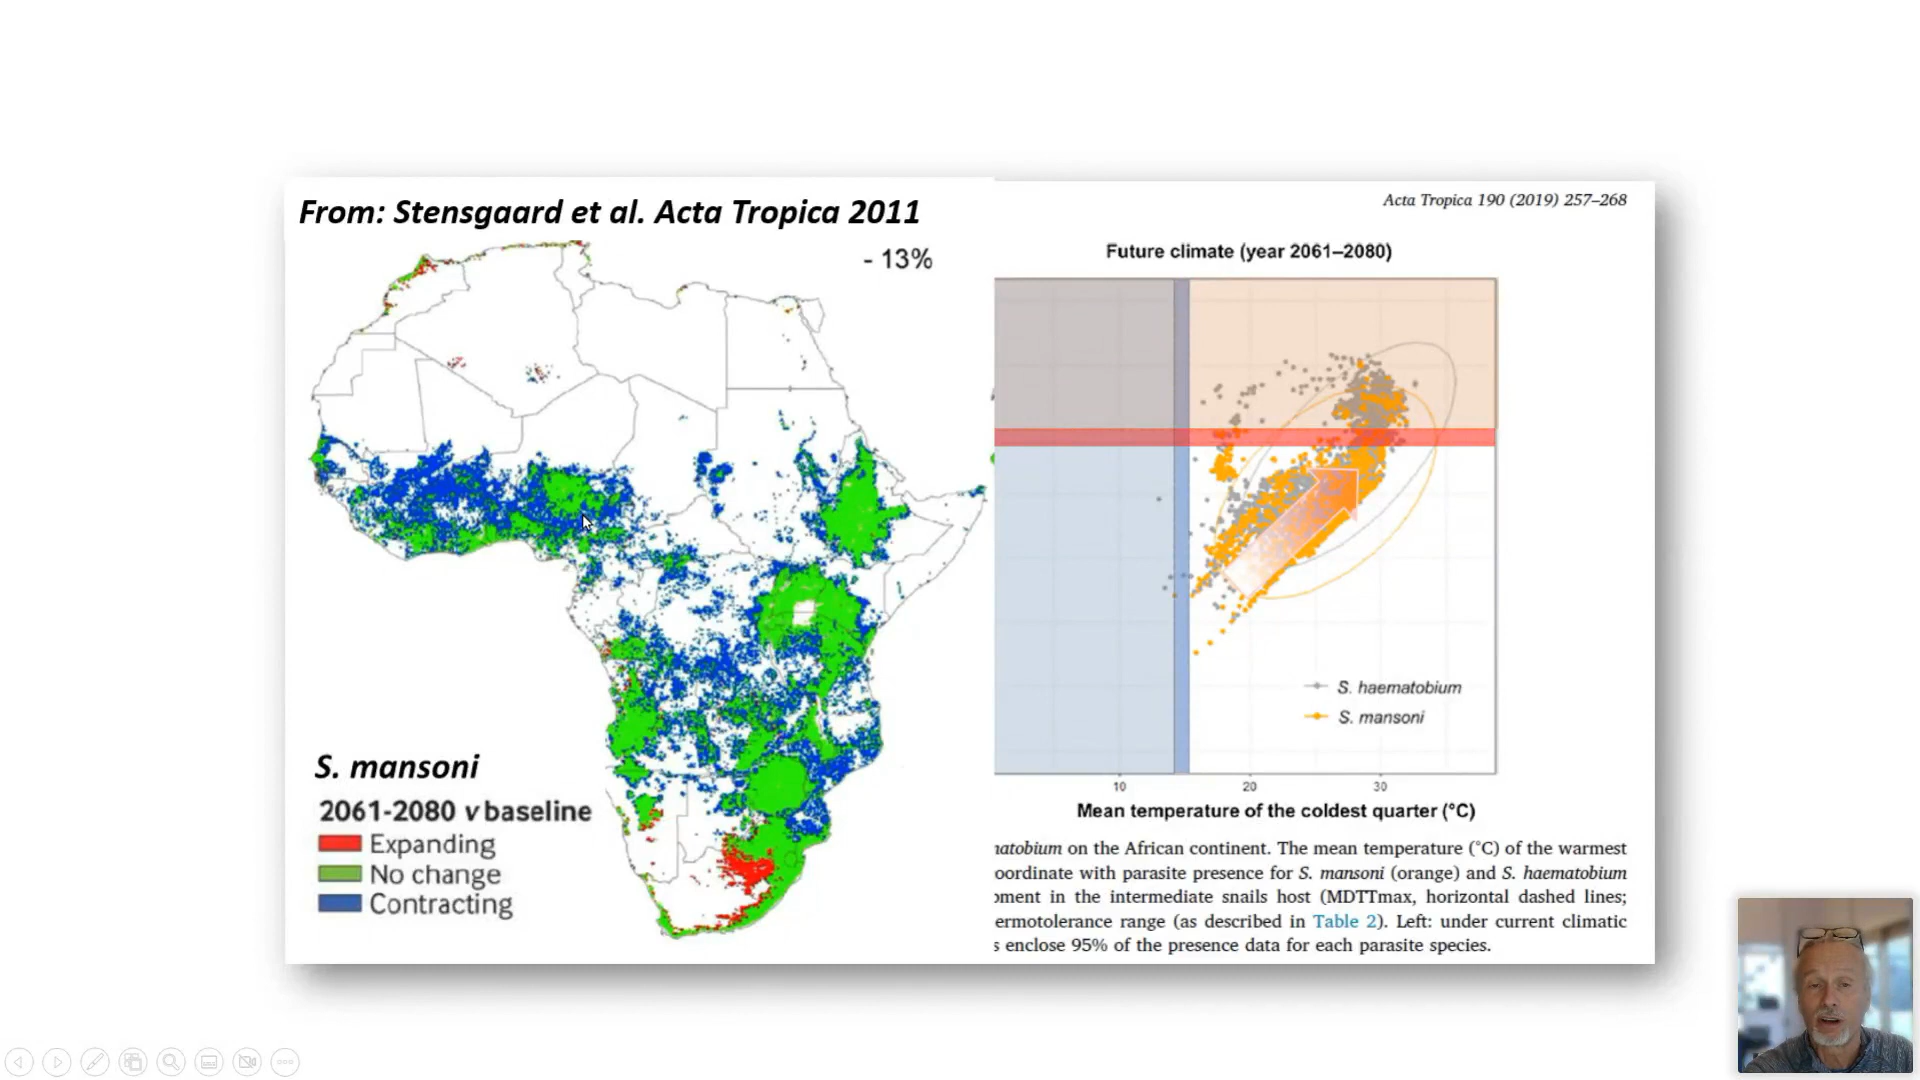 From: Stensgaard et al. Acta Tropica 2011
- 13%
S. mansoni
2061-2080 v baseline
Expanding
No change
Contracting
Acta Tropica 190 (2019) 257–268
Future climate (year 2061–2080)
S. haematobium
S. mansoni
10 20 30
Mean temperature of the coldest quarter (°C)
natobium on the African continent. The mean temperature (°C) of the warmest
oordinate with parasite presence for S. mansoni (orange) and S. haematobium
oment in the intermediate snails host (MDTTmax, horizontal dashed lines;
ermotolerance range (as described in Table 2). Left: under current climatic
s enclose 95% of the presence data for each parasite species.